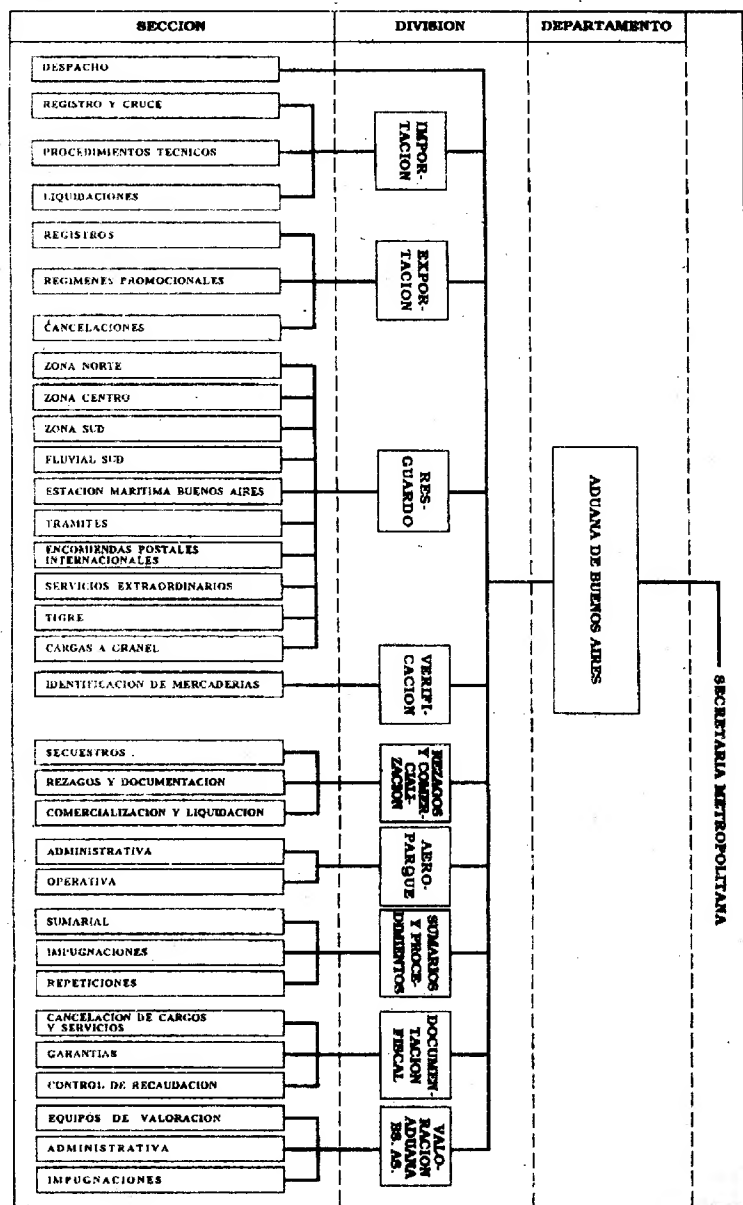 SECCION
DIVISION
DEPARTAMENTO
DESPACHO
REGISTRO Y CRUCE
PROCEDIMIENTOS TECNICOS
LIQUIDACIONES
IMPOR-
TACION
REGISTROS
REGIMENES PROMOCIONALES
CANCELACIONES
EXPOR-
TACION
ZONA NORTE
ZONA CENTRO
ZONA SUD
FLUVIAL SUD
ESTACION MARITIMA BUENOS AIRES
TRAMITES
ENCOMIENDAS POSTALES
INTERNACIONALES
SERVICIOS EXTRAORDINARIOS
TIGRE
CARGAS A GRANEL
RES-
GUARDO
IDENTIFICACION DE MERCADERIAS
VERIFI-
CACION
SECUESTROS
REZAGOS Y DOCUMENTACION
COMERCIALIZACION Y LIQUIDACION
REZAGOS
Y COMER-
CIALI-
ZACION
ADMINISTRATIVA
OPERATIVA
AERO-
PARQUE
SUMARIAL
IMPUGNACIONES
REPETICIONES
SUMARIOS
Y PROCE-
DIMIENTOS
CANCELACION DE CARGOS
Y SERVICIOS
GARANTIAS
CONTROL DE RECAUDACION
DOCUMEN-
TACION
FISCAL
EQUIPOS DE VALORACION
ADMINISTRATIVA
IMPUGNACIONES
VALO-
RACION
ADUANA
BS. AS.
ADUANA DE BUENOS AIRES
SECRETARIA METROPOLITANA